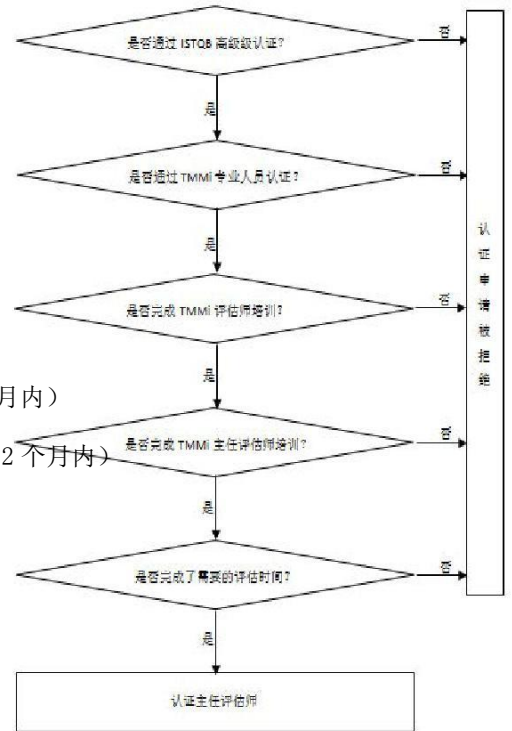 是否通过 ISTQB 高级级认证?
否
是
是否通过 TMMi 专业人员认证?
否
是
是否完成 TMMi 评估师培训?
否
是
月内）
是否完成 TMMi 主任评估师培训?
否
2 个月内）
是
是否完成了需要的评估时间?
否
是
认证主任评估师
认
证
申
请
被
拒
绝